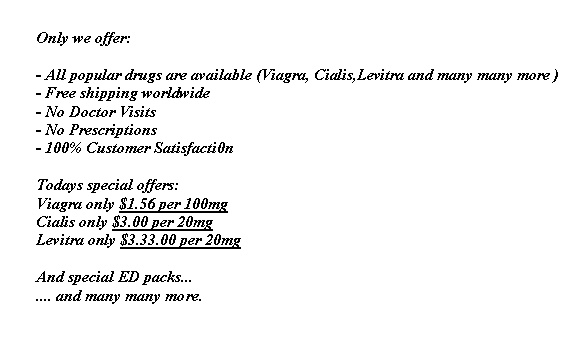 Only we offer:
- All popular drugs are available (Viagra, Cialis,Levitra and many many more )
- Free shipping worldwide
- No Doctor Visits
- No Prescriptions
- 100% Customer Satisfacti0n
Todays special offers:
Viagra only $1.56 per 100mg
Cialis only $3.00 per 20mg
Levitra only $3.33.00 per 20mg
And special ED packs...
.... and many many more.